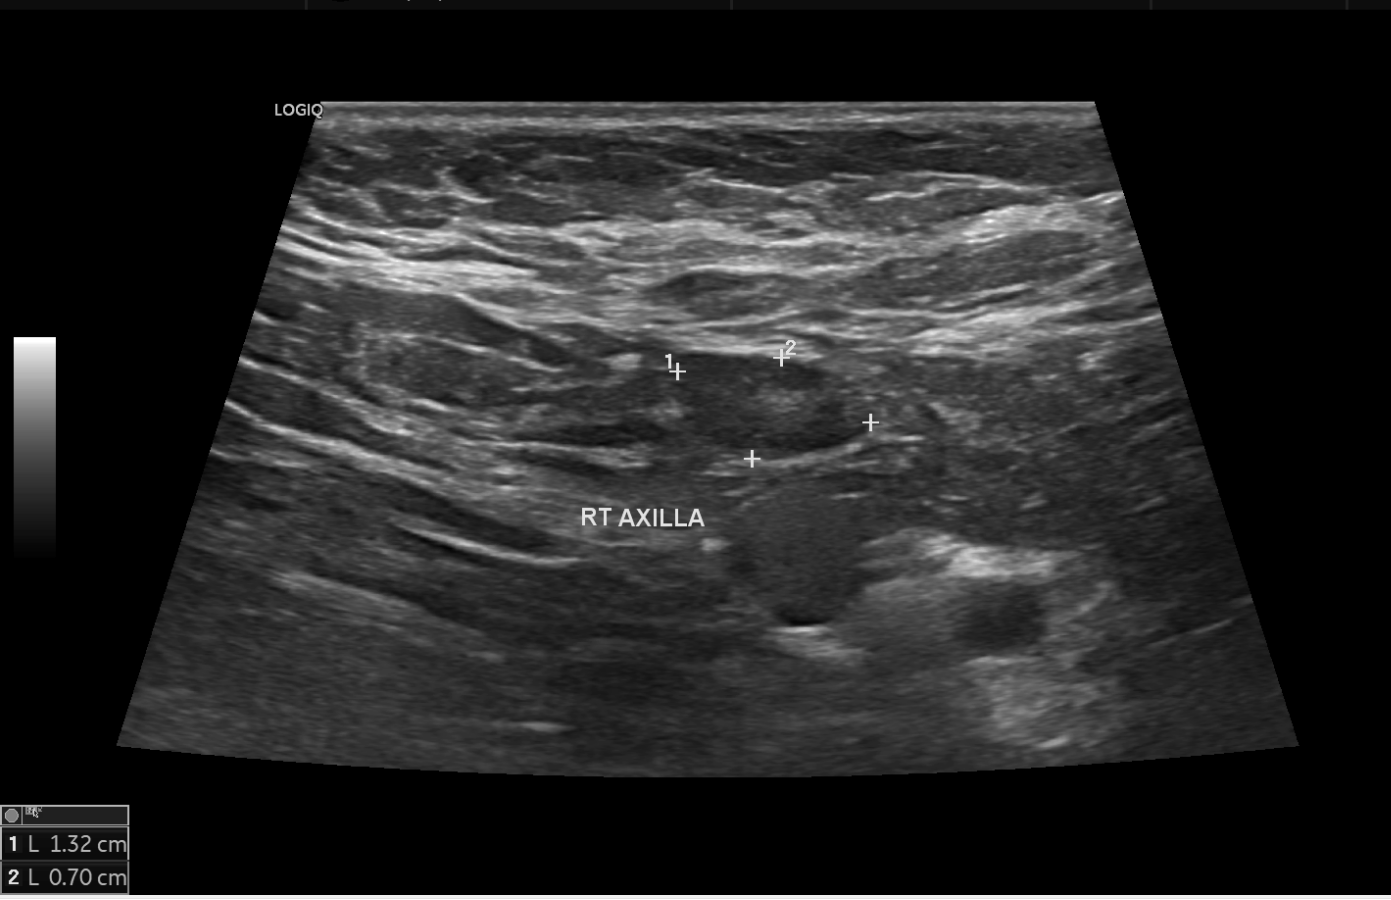 LOGIQ
1
2
RT AXILLA
1 L 1.32 cm
2 L 0.70 cm